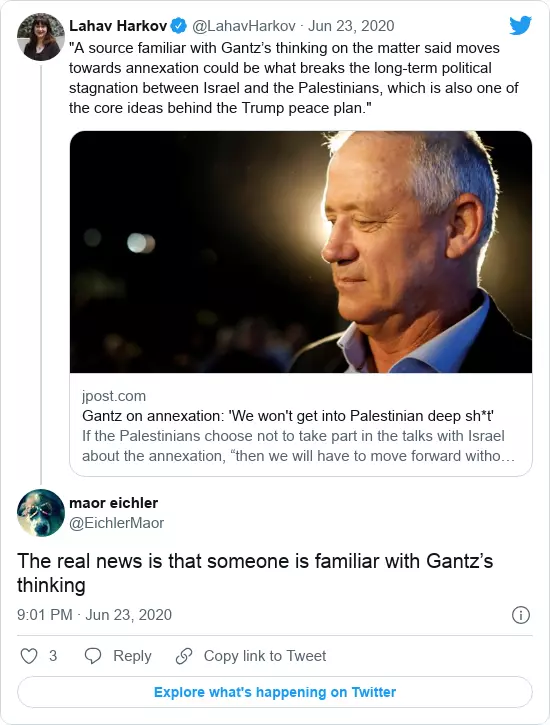 Lahav Harkov @LahavHarkov · Jun 23, 2020
"A source familiar with Gantz’s thinking on the matter said moves
towards annexation could be what breaks the long-term political
stagnation between Israel and the Palestinians, which is also one of
the core ideas behind the Trump peace plan."
jpost.com
Gantz on annexation: 'We won't get into Palestinian deep sh*t'
If the Palestinians choose not to take part in the talks with Israel
about the annexation, “then we will have to move forward witho…
maor eichler
@EichlerMaor
The real news is that someone is familiar with Gantz’s
thinking
9:01 PM · Jun 23, 2020
3 Reply Copy link to Tweet
Explore what's happening on Twitter